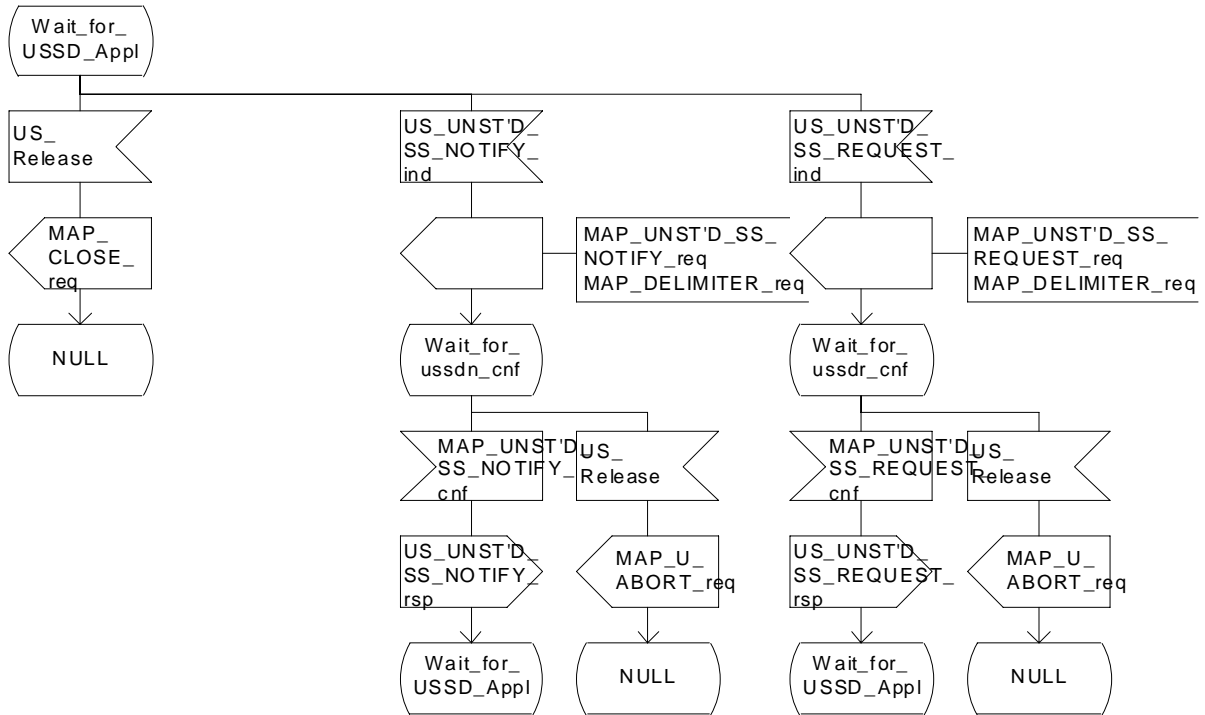 Wait_for_
USSD_Appl
US_
Release
US_UNST'D_
SS_NOTIFY_
ind
US_UNST'D_
SS_REQUEST_
ind
MAP_
CLOSE_
req
MAP_UNST'D_SS_
NOTIFY_req
MAP_DELIMITER_req
MAP_UNST'D_SS_
REQUEST_req
MAP_DELIMITER_req
NULL
Wait_for_
ussdn_cnf
Wait_for_
ussdr_cnf
MAP_UNST'D_
SS_NOTIFY_
cnf
US_
Release
MAP_UNST'D_
SS_REQUEST_
cnf
US_
Release
US_UNST'D_
SS_NOTIFY_
rsp
MAP_U_
ABORT_req
US_UNST'D_
SS_REQUEST_
rsp
MAP_U_
ABORT_req
Wait_for_
USSD_Appl
NULL
Wait_for_
USSD_Appl
NULL